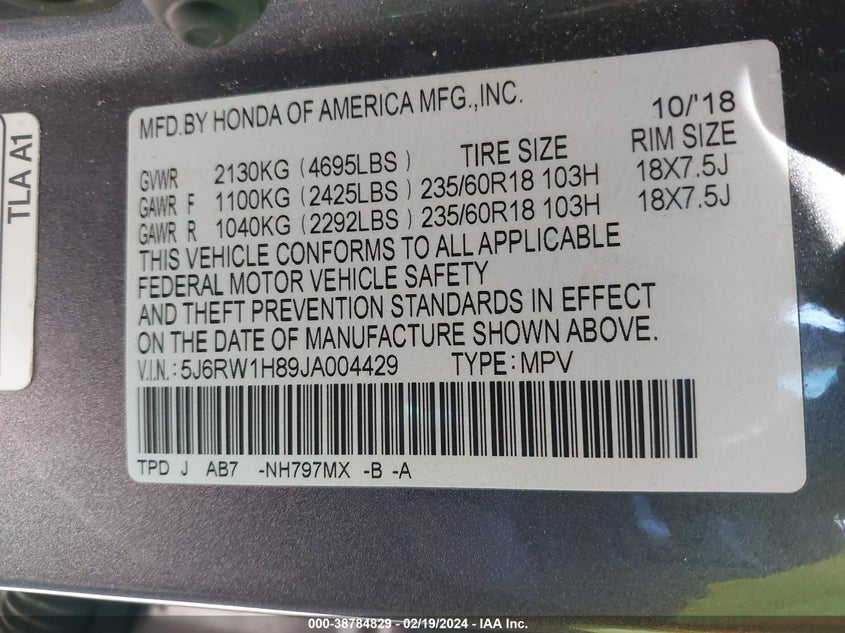 MFD.BY HONDA OF AMERICA MFG.,INC. 10/'18
GVWR 2130KG (4695LBS) TIRE SIZE RIM SIZE
GAWR F 1100KG (2425LBS) 235/60R18 103H 18X7.5J
GAWR R 1040KG (2292LBS) 235/60R18 103H 18X7.5J
THIS VEHICLE CONFORMS TO ALL APPLICABLE
FEDERAL MOTOR VEHICLE SAFETY
AND THEFT PREVENTION STANDARDS IN EFFECT
ON THE DATE OF MANUFACTURE SHOWN ABOVE.
V.I.N.: 5J6RW1H89JA004429 TYPE: MPV
TPD J AB7 -NH797MX -B -A
TLA A1
000-38784829 - 02/19/2024 - IAA Inc.